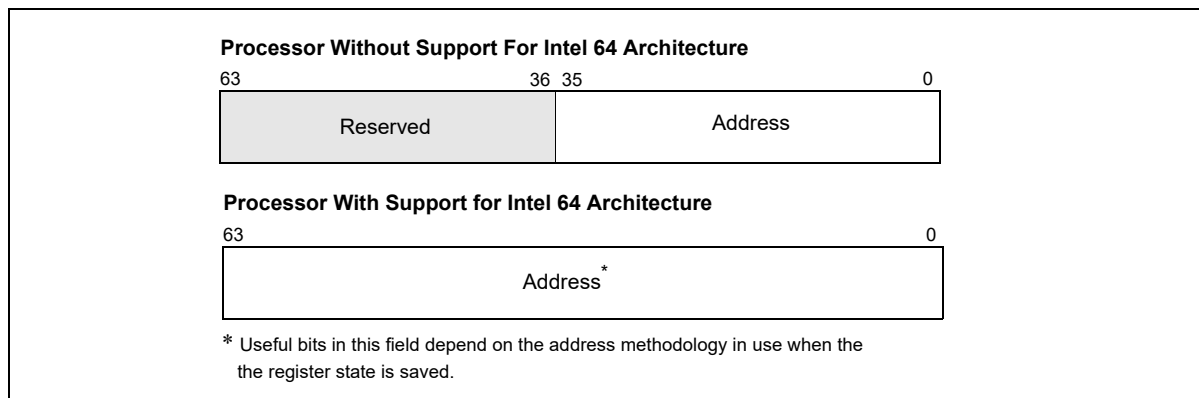 Processor Without Support For Intel 64 Architecture
63 36 35 0
Reserved Address
Processor With Support for Intel 64 Architecture
63 0
Address*
* Useful bits in this field depend on the address methodology in use when the
the register state is saved.